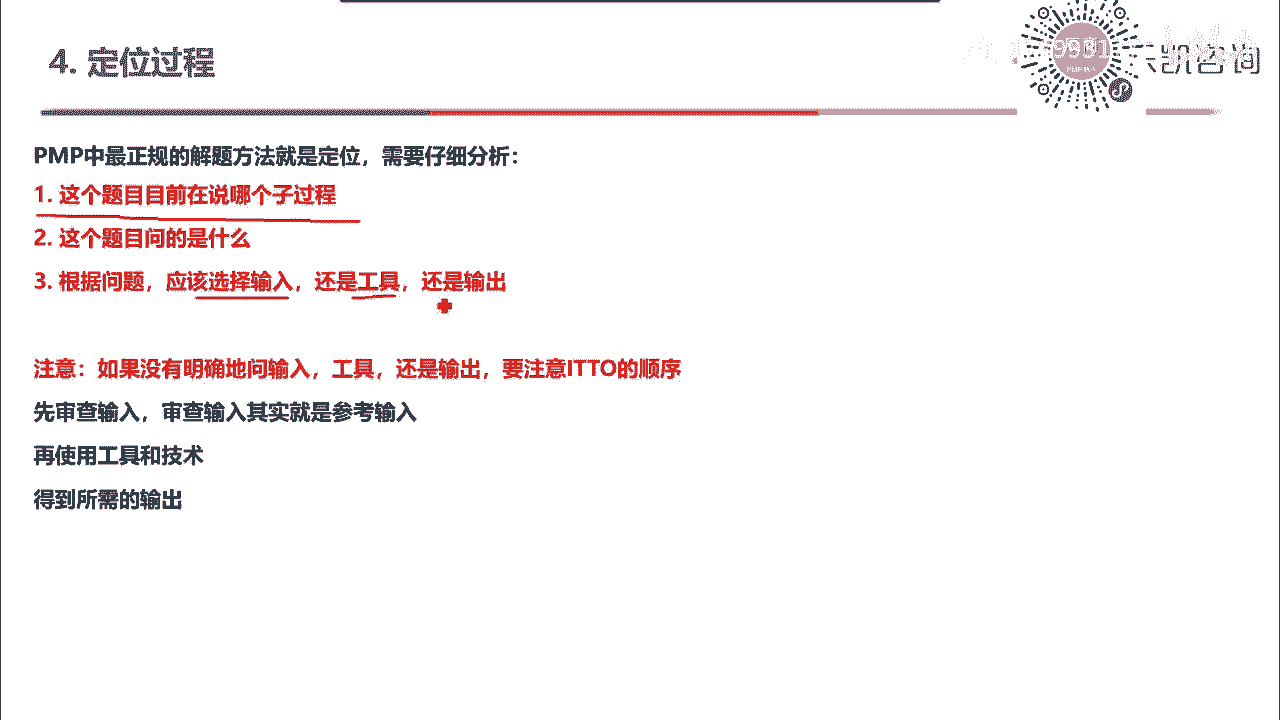 4. 定位过程
凯咨询
PMP中最正规的解题方法就是定位，需要仔细分析：
1. 这个题目目前在说哪个子过程
2. 这个题目问的是什么
3. 根据问题，应该选择输入，还是工具，还是输出
注意：如果没有明确地问输入，工具，还是输出，要注意ITTO的顺序
先审查输入，审查输入其实就是参考输入
再使用工具和技术
得到所需的输出